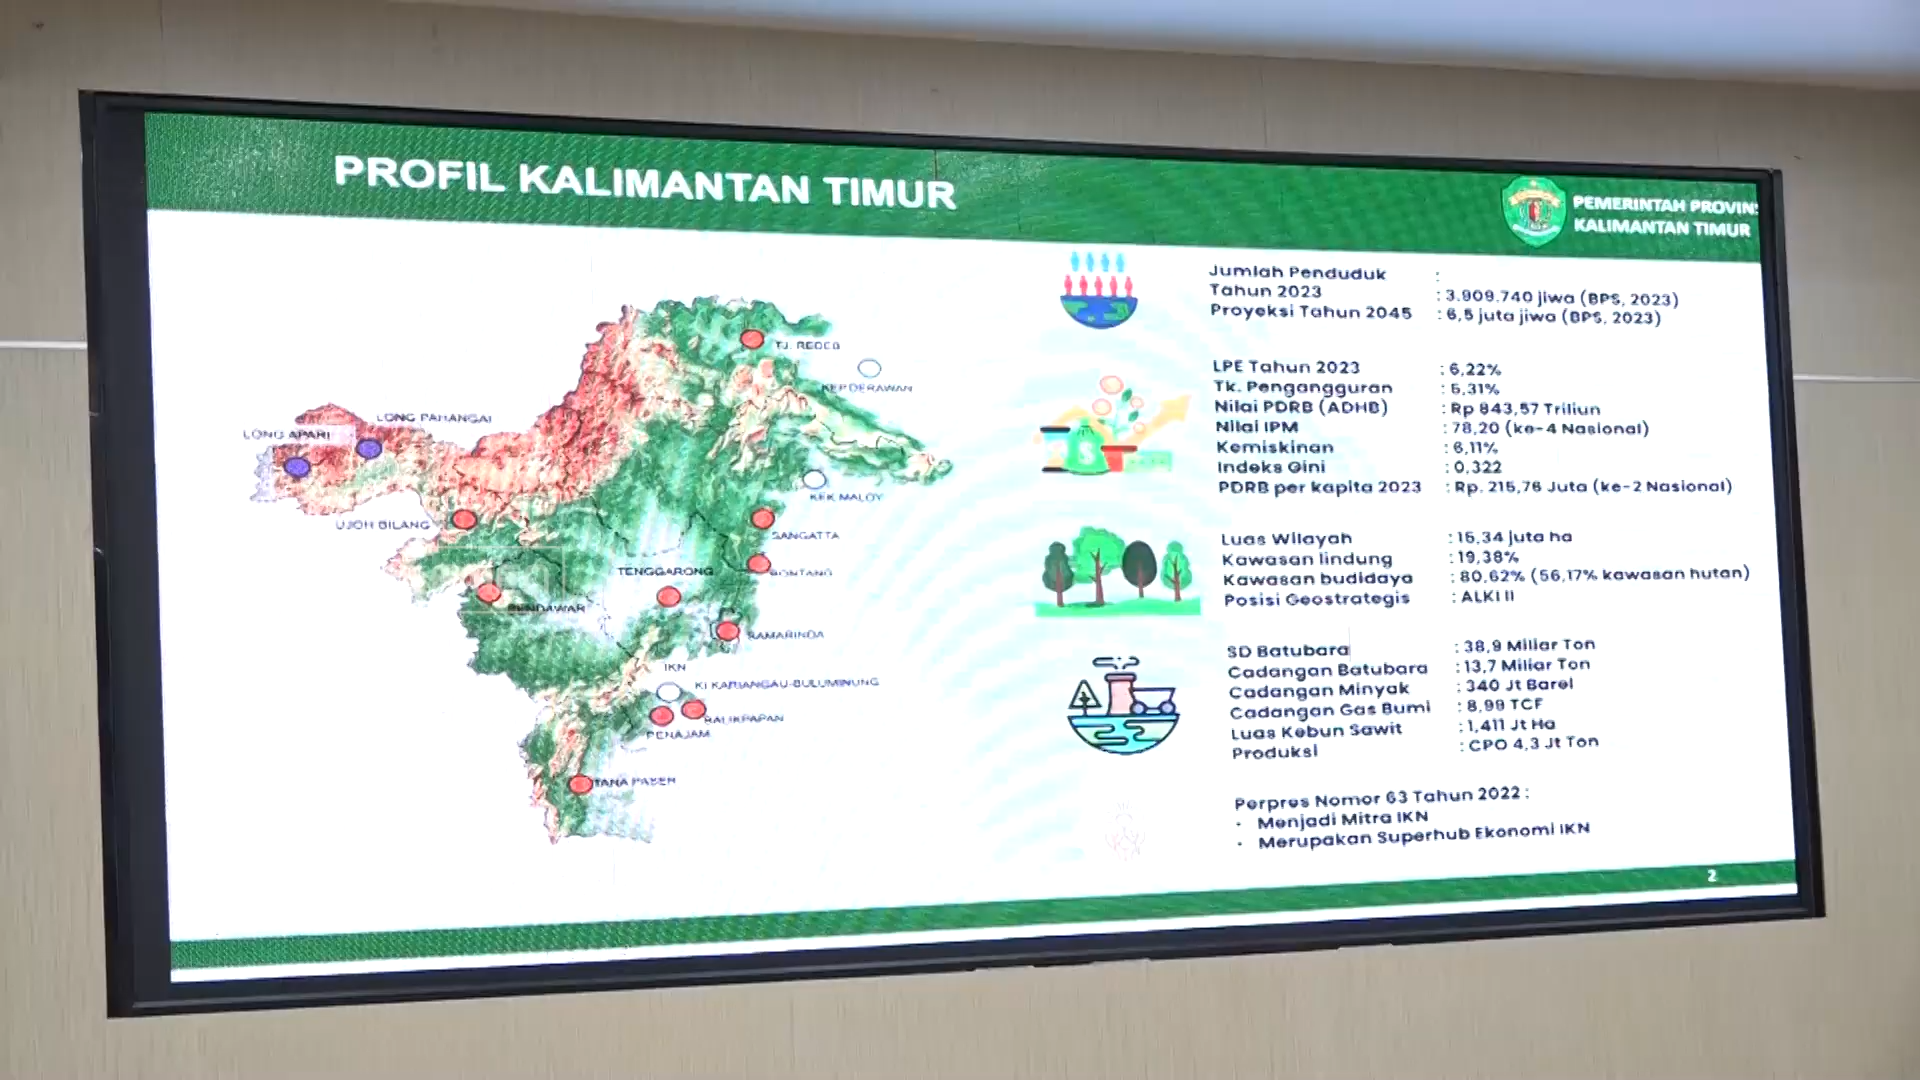 PROFIL KALIMANTAN TIMUR
PEMERINTAH PROVIN
KALIMANTAN TIMUR
Jumlah Penduduk :
Tahun 2023 : 3.909.740 jiwa (BPS, 2023)
Proyeksi Tahun 2045 : 6,5 juta jiwa (BPS, 2023)
LPE Tahun 2023 : 6,22%
Tk. Pengangguran : 5,31%
Nilai PDRB (ADHB) : Rp 843,57 Triliun
Nilai IPM : 78,20 (ke-4 Nasional)
Kemiskinan : 6,11%
Indeks Gini : 0,322
PDRB per kapita 2023 : Rp. 215,76 Juta (ke-2 Nasional)
Luas Wilayah : 15,34 juta ha
Kawasan lindung : 19,38%
Kawasan budidaya : 80,62% (56,17% kawasan hutan)
Posisi Geostrategis : ALKI II
SD Batubara : 38,9 Miliar Ton
Cadangan Batubara : 13,7 Miliar Ton
Cadangan Minyak : 340 Jt Barel
Cadangan Gas Bumi : 8,99 TCF
Luas Kebun Sawit : 1,411 Jt Ha
Produksi : CPO 4,3 Jt Ton
Perpres Nomor 63 Tahun 2022 :
• Menjadi Mitra IKN
• Merupakan Superhub Ekonomi IKN
TJ. REDEB
KEP.DERAWAN
LONG PAHANGAI
LONG APARI
KEK MALOY
UJOH BILANG
SANGATTA
TENGGARONG
BONTANG
SENDAWAR
SAMARINDA
IKN
KI KARIANGAU-BULUMINUNG
BALIKPAPAN
PENAJAM
TANA PASER
2